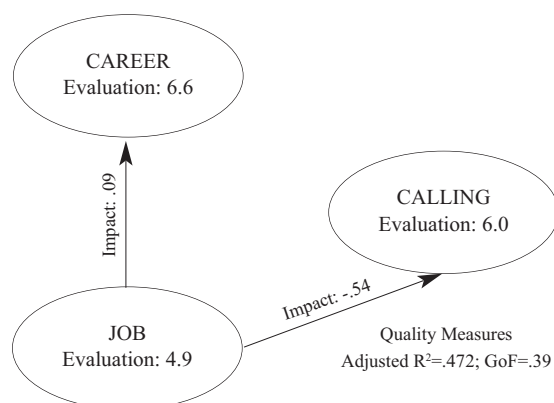 CAREER
Evaluation: 6.6
Impact: .09
CALLING
Evaluation: 6.0
Impact: -.54
JOB
Evaluation: 4.9
Quality Measures
Adjusted R²=.472; GoF=.39